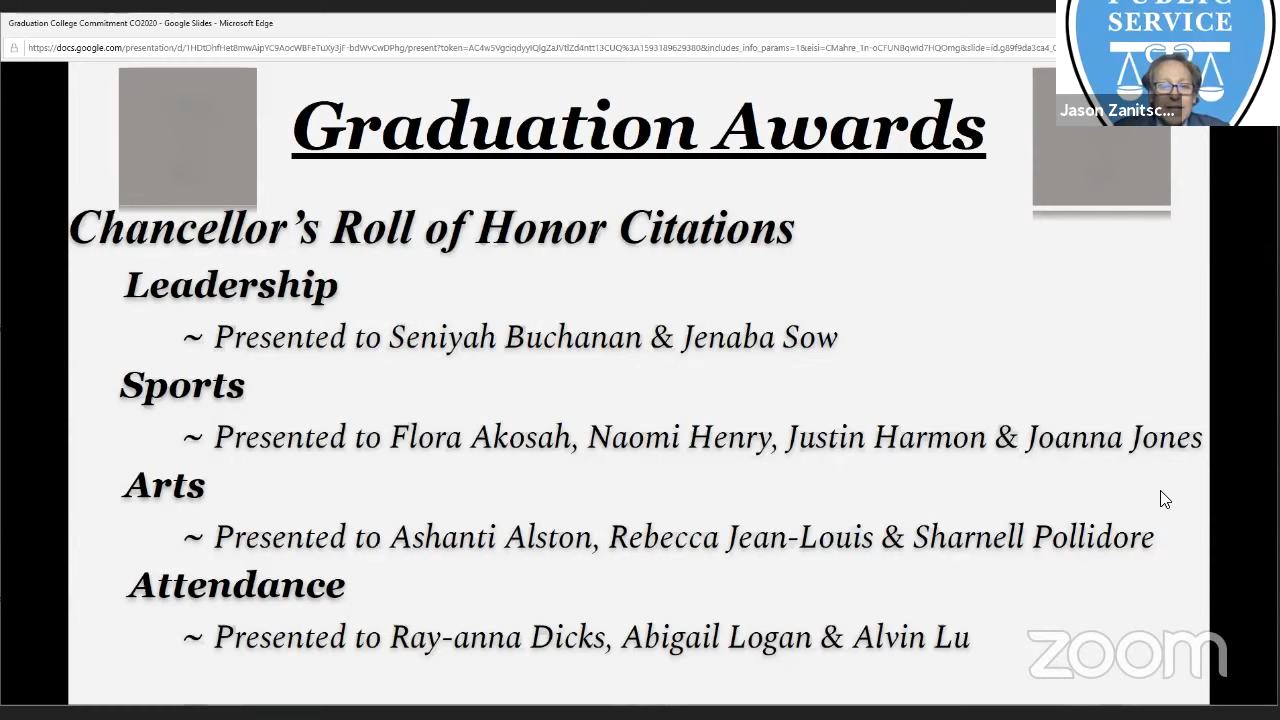 Graduation College Commitment CO2020 - Google Slides - Microsoft Edge
PUBLIC
SERVICE
Jason Zanitsc...
Graduation Awards
Chancellor’s Roll of Honor Citations
Leadership
~ Presented to Seniyah Buchanan & Jenaba Sow
Sports
~ Presented to Flora Akosah, Naomi Henry, Justin Harmon & Joanna Jones
Arts
~ Presented to Ashanti Alston, Rebecca Jean-Louis & Sharnell Pollidore
Attendance
~ Presented to Ray-anna Dicks, Abigail Logan & Alvin Lu
zoom